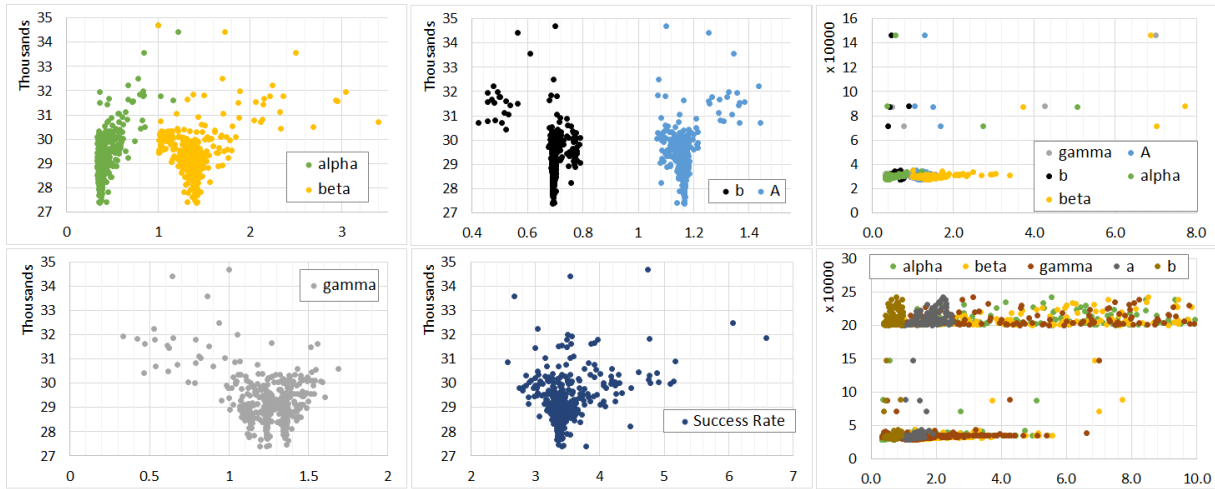 Thousands
35
34
33
32
31
30
29
28
27
0 1 2 3
alpha
beta
Thousands
35
34
33
32
31
30
29
28
27
0.4 0.6 0.8 1 1.2 1.4
b A
x 10000
16
14
12
10
8
6
4
2
0
0.0 2.0 4.0 6.0 8.0
gamma A
b alpha
beta
Thousands
35
34
33
32
31
30
29
28
27
0 0.5 1 1.5 2
gamma
Thousands
35
34
33
32
31
30
29
28
27
2 3 4 5 6 7
Success Rate
x 10000
30
25
20
15
10
5
0
0.0 2.0 4.0 6.0 8.0 10.0
alpha beta gamma a b